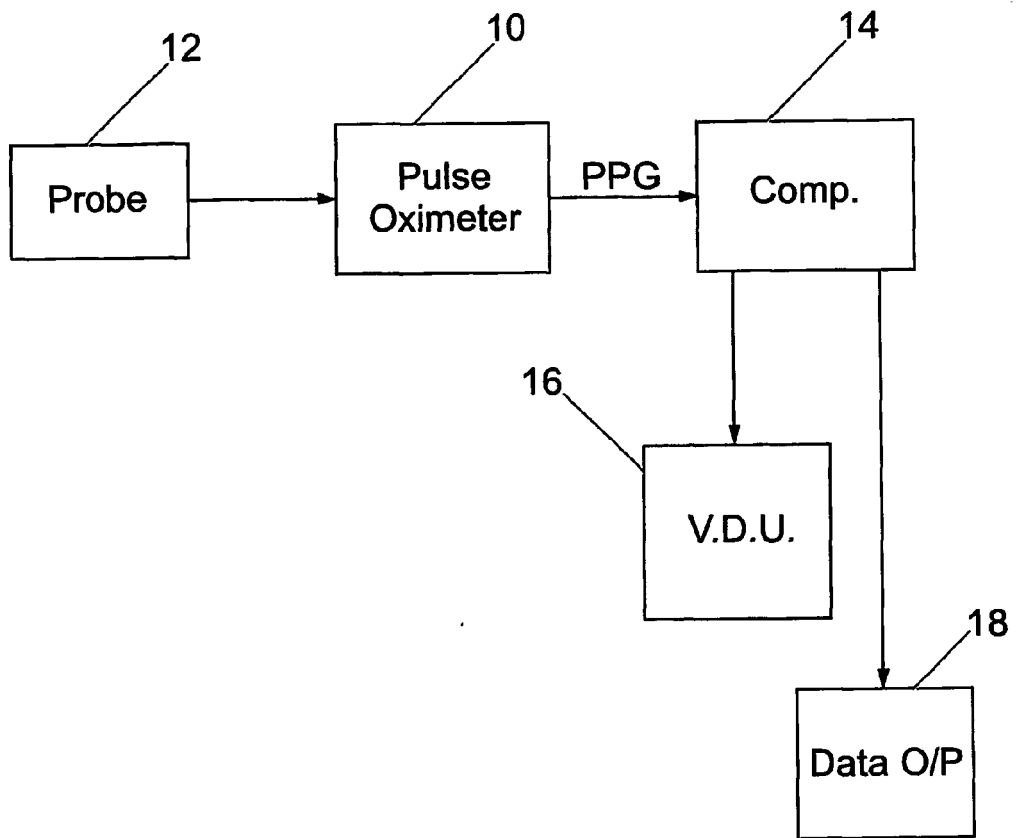 12
10
14
Probe
Pulse
Oximeter
PPG
Comp.
16
V.D.U.
18
Data O/P